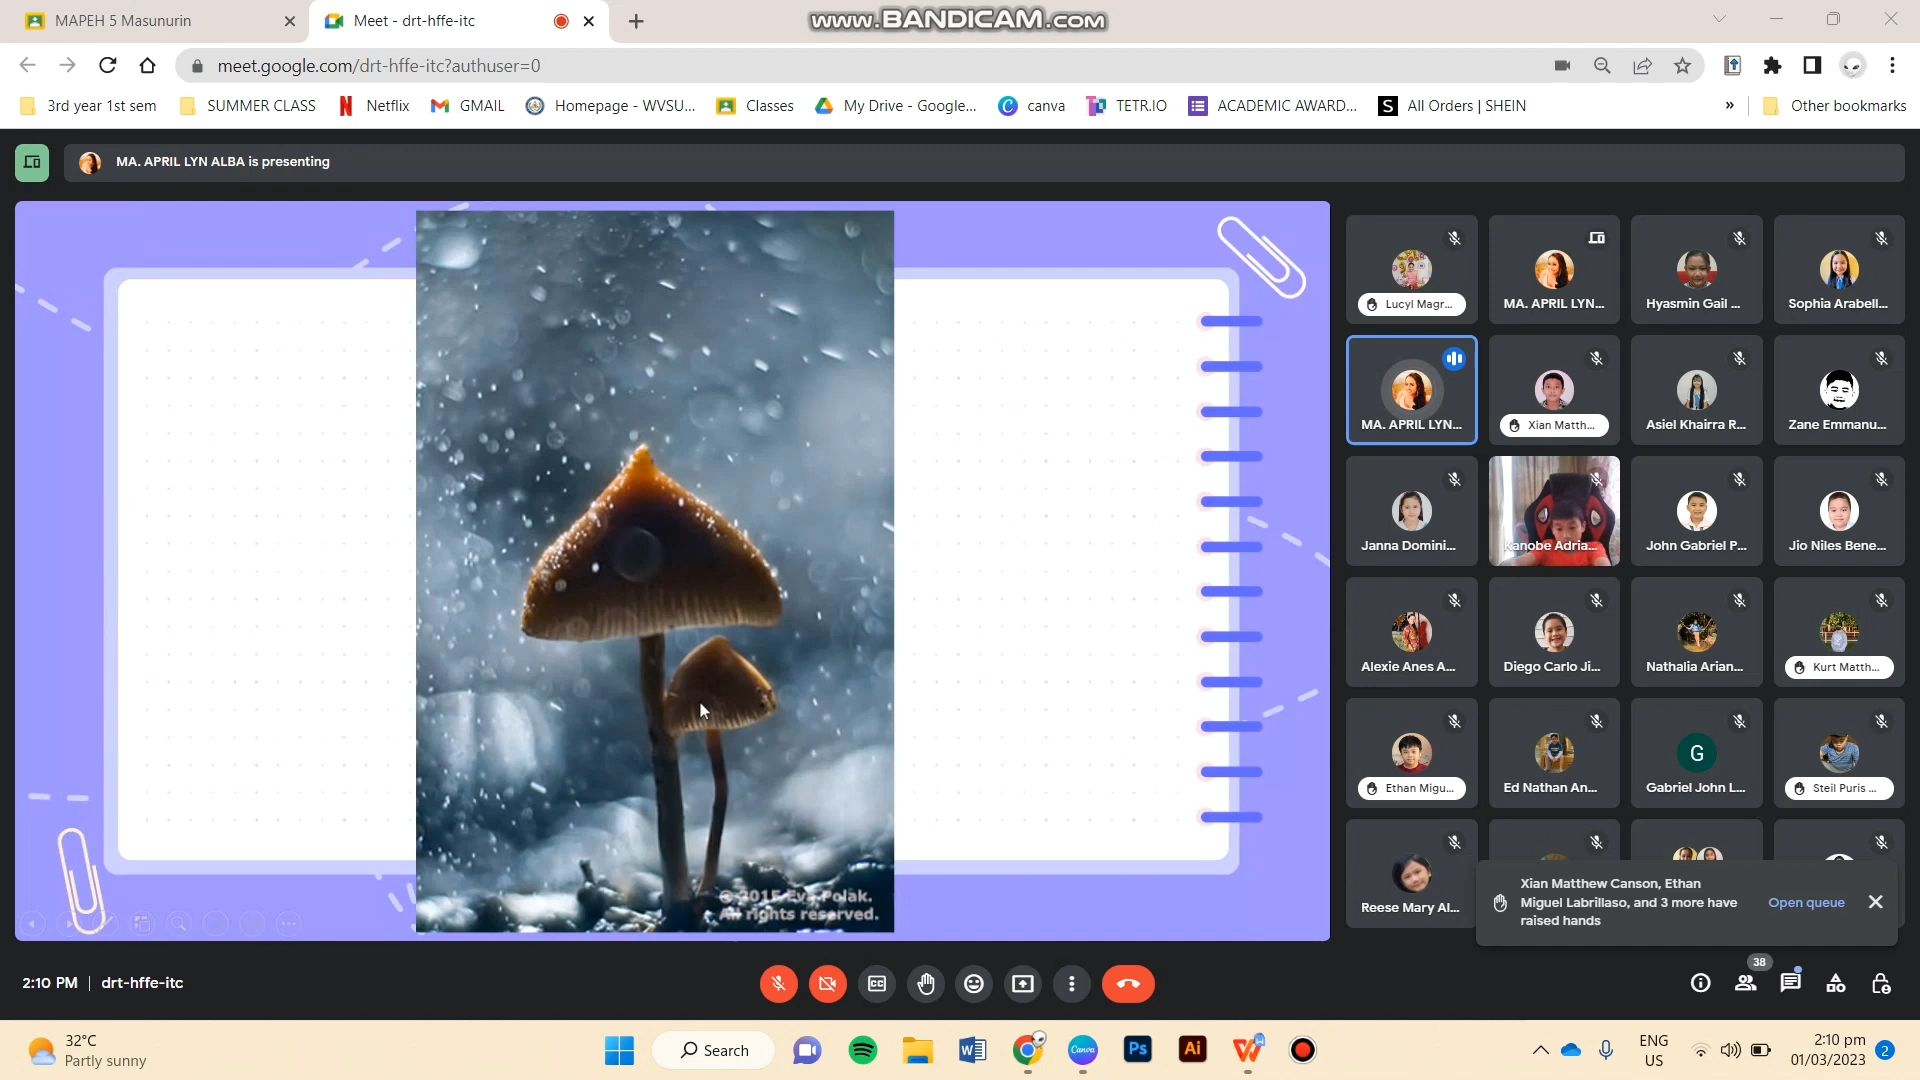 MAPEH 5 Masunurin
Meet - drt-hffe-itc
www.BANDICAM.com
meet.google.com/drt-hffe-itc?authuser=0
3rd year 1st sem
SUMMER CLASS
Netflix
GMAIL
Homepage - WVSU...
Classes
My Drive - Google...
canva
TETR.IO
ACADEMIC AWARD...
All Orders | SHEIN
»
Other bookmarks
MA. APRIL LYN ALBA is presenting
Lucyl Magr...
MA. APRIL LYN...
Hyasmin Gail ...
Sophia Arabell...
MA. APRIL LYN...
Xian Matth...
Asiel Khairra R...
Zane Emmanu...
Janna Domini...
Kanobe Adria...
John Gabriel P...
Jio Niles Bene...
Alexie Anes A...
Diego Carlo Ji...
Nathalia Arian...
Kurt Matth...
Ethan Migu...
Ed Nathan An...
G
Gabriel John L...
Steil Puris ...
Reese Mary Al...
© 2015 Eva Polak.
All rights reserved.
Xian Matthew Canson, Ethan
Miguel Labrillaso, and 3 more have
raised hands
Open queue
2:10 PM | drt-hffe-itc
38
32°C
Partly sunny
Search
Canva
Ps
Ai
ENG
US
2:10 pm
01/03/2023
2